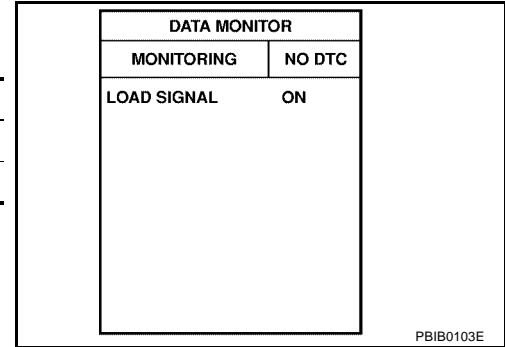 DATA MONITOR
MONITORING NO DTC
LOAD SIGNAL ON
PBIB0103E